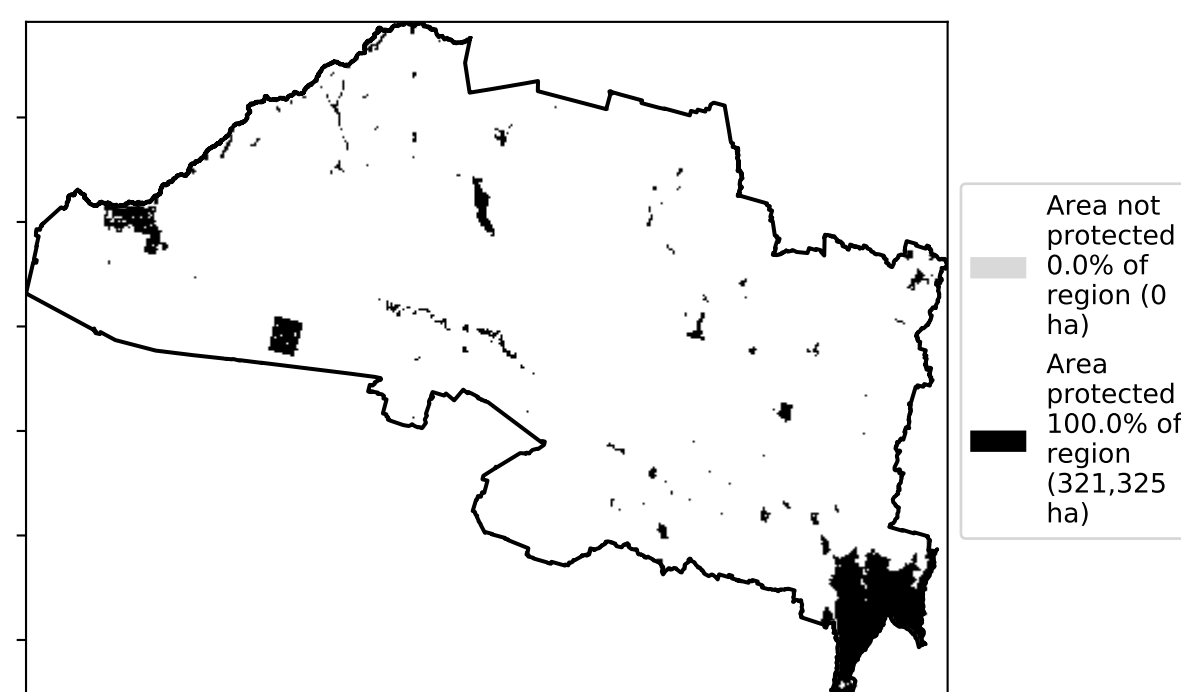 Area not
protected
0.0% of
region (0
ha)
Area
protected
100.0% of
region
(321,325
ha)